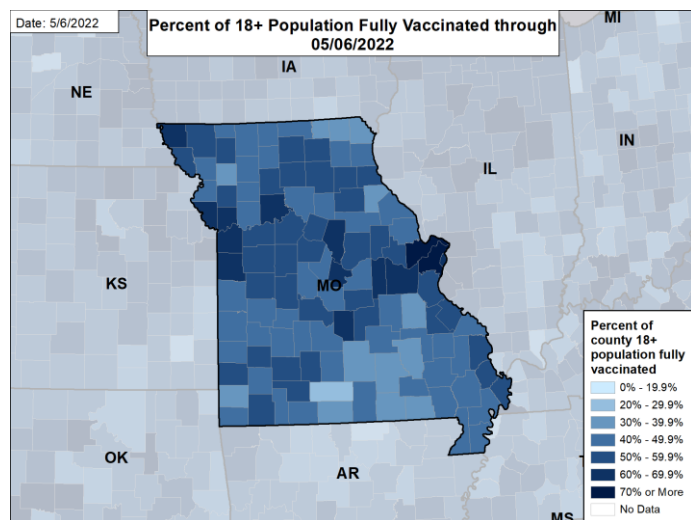 Date: 5/6/2022
Percent of 18+ Population Fully Vaccinated through
05/06/2022
MI
IA
NE
IN
IL
KS
MO
OK
AR
MS
Percent of
county 18+
population fully
vaccinated
0% - 19.9%
20% - 29.9%
30% - 39.9%
40% - 49.9%
50% - 59.9%
60% - 69.9%
70% or More
No Data